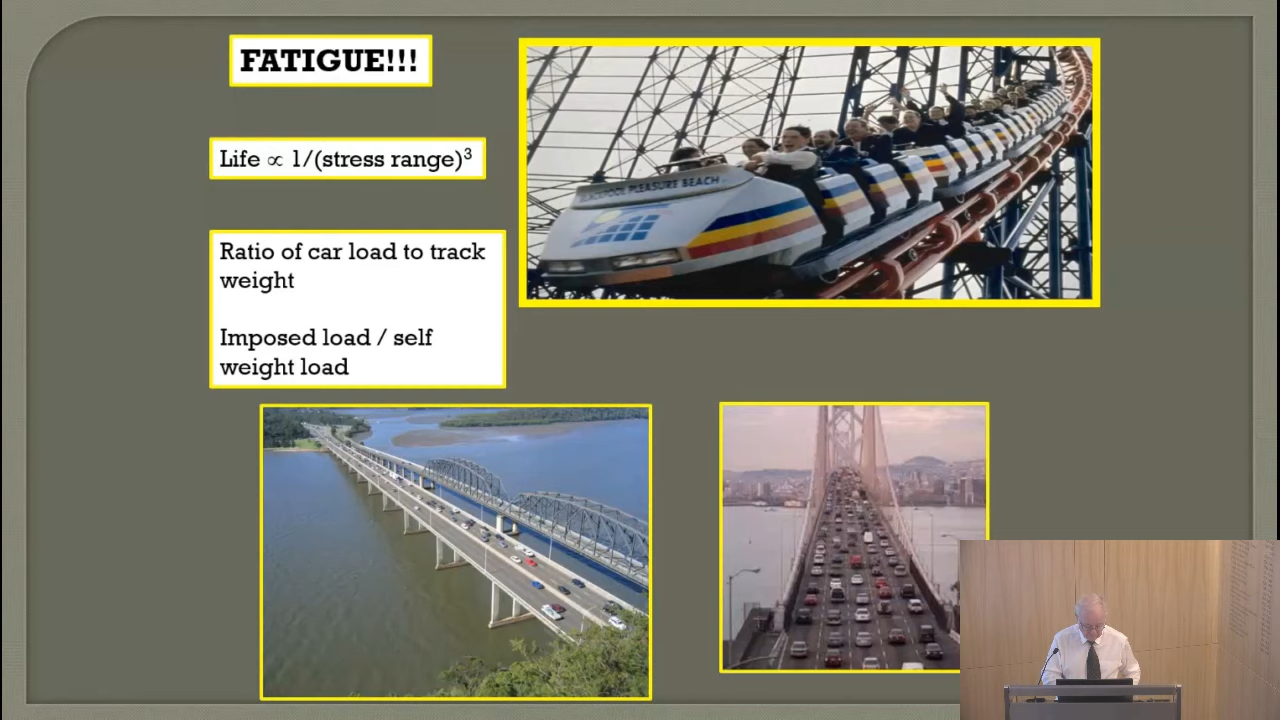 FATIGUE!!!
Life ∝ 1/(stress range)³
Ratio of car load to track
weight
Imposed load / self
weight load
PLEASURE BEACH